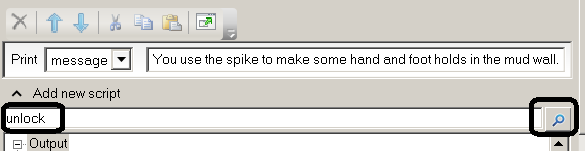 Print message You use the spike to make some hand and foot holds in the mud wall.
Add new script
unlock
Output